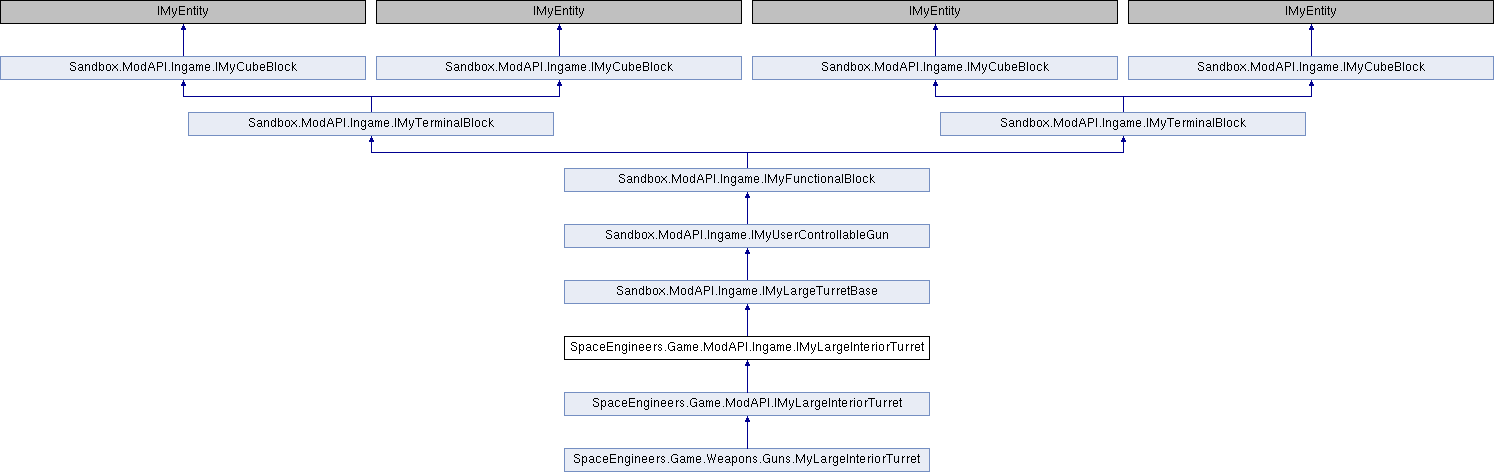 IMyEntity IMyEntity IMyEntity IMyEntity
Sandbox.ModAPI.Ingame.IMyCubeBlock Sandbox.ModAPI.Ingame.IMyCubeBlock Sandbox.ModAPI.Ingame.IMyCubeBlock Sandbox.ModAPI.Ingame.IMyCubeBlock
Sandbox.ModAPI.Ingame.IMyTerminalBlock Sandbox.ModAPI.Ingame.IMyTerminalBlock
Sandbox.ModAPI.Ingame.IMyFunctionalBlock
Sandbox.ModAPI.Ingame.IMyUserControllableGun
Sandbox.ModAPI.Ingame.IMyLargeTurretBase
SpaceEngineers.Game.ModAPI.Ingame.IMyLargeInteriorTurret
SpaceEngineers.Game.ModAPI.IMyLargeInteriorTurret
SpaceEngineers.Game.Weapons.Guns.MyLargeInteriorTurret